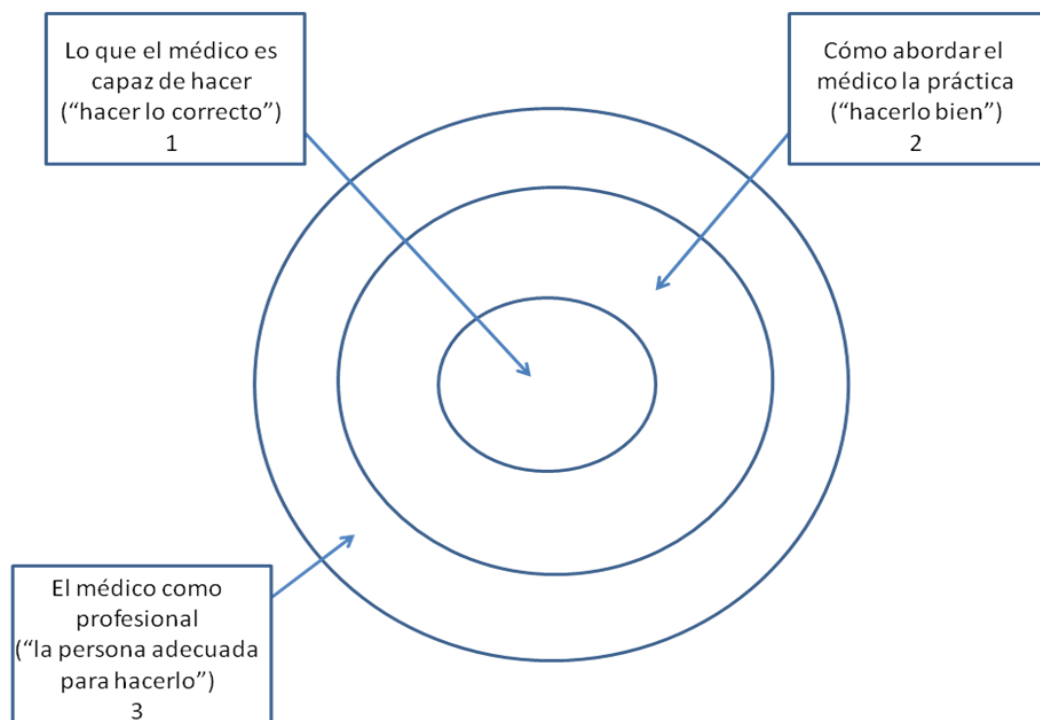 Lo que el médico es
capaz de hacer
(“hacer lo correcto”)
1
Cómo abordar el
médico la práctica
(“hacerlo bien”)
2
El médico como
profesional
(“la persona adecuada
para hacerlo”)
3